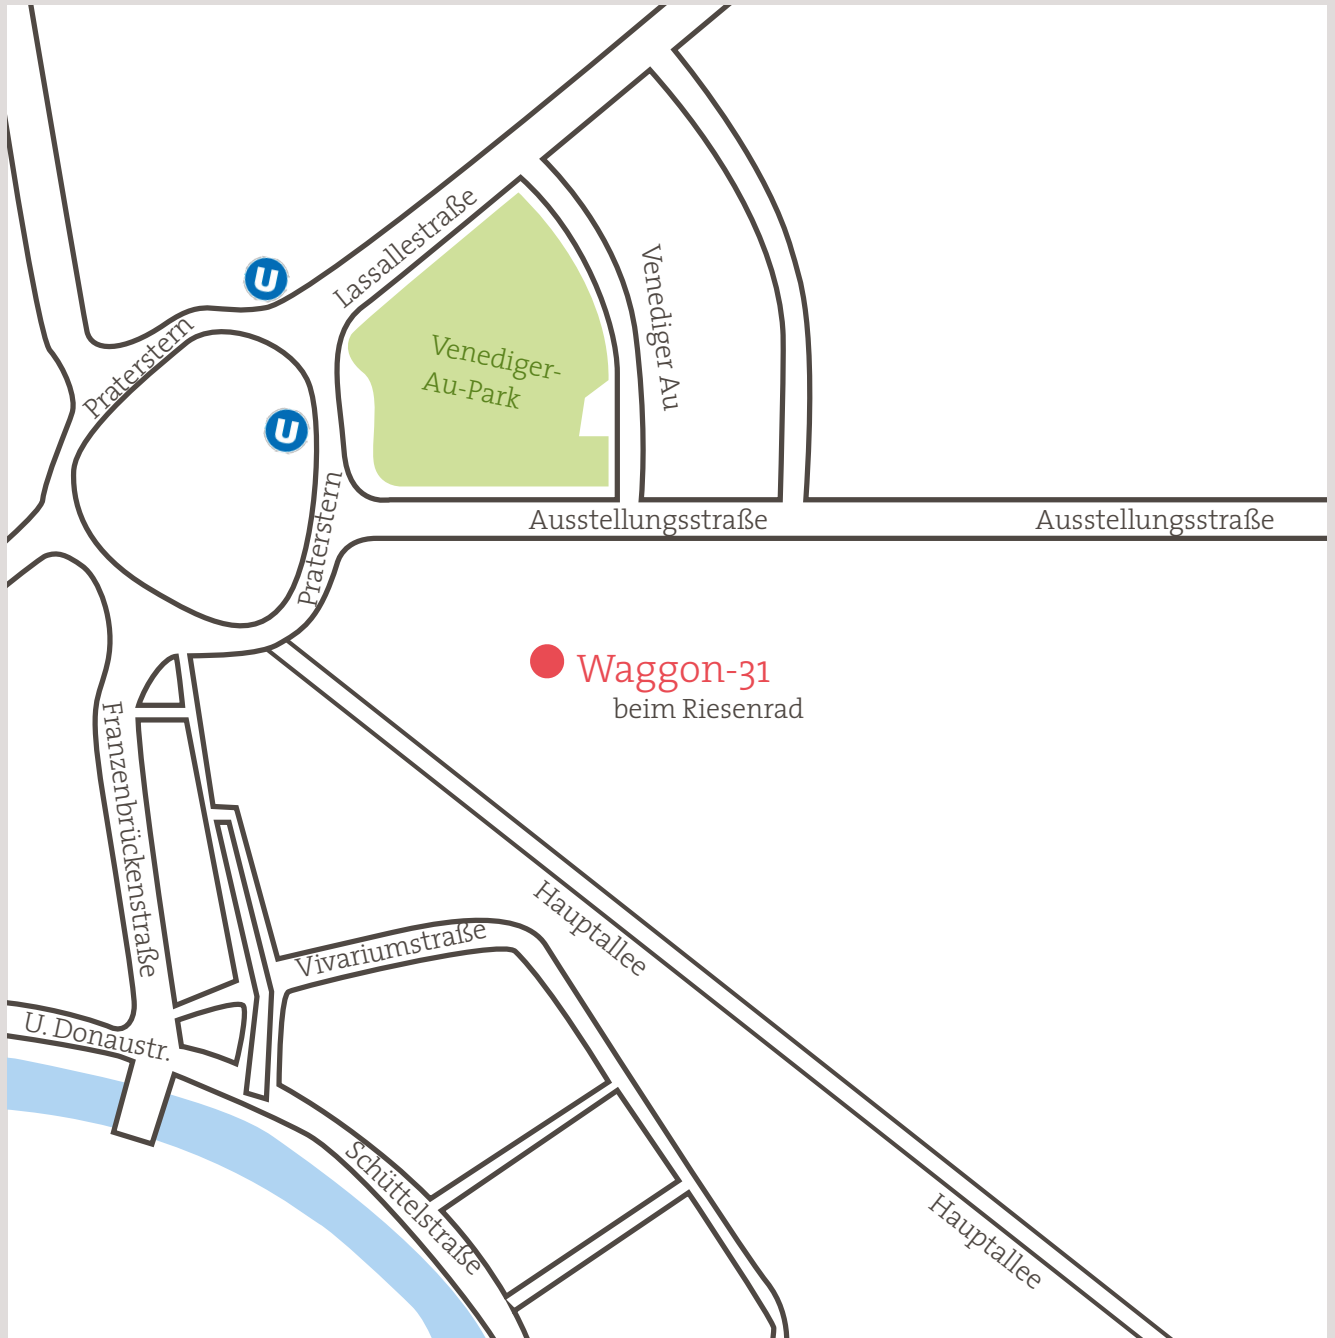 Lassallestraße
U
Praterstern
Venediger Au
Venediger-
Au-Park
U
Praterstern
Ausstellungsstraße
Ausstellungsstraße
Waggon-31
beim Riesenrad
Franzenbrückenstraße
Hauptallee
Vivariumstraße
U. Donaustr.
Schüttelstraße
Hauptallee